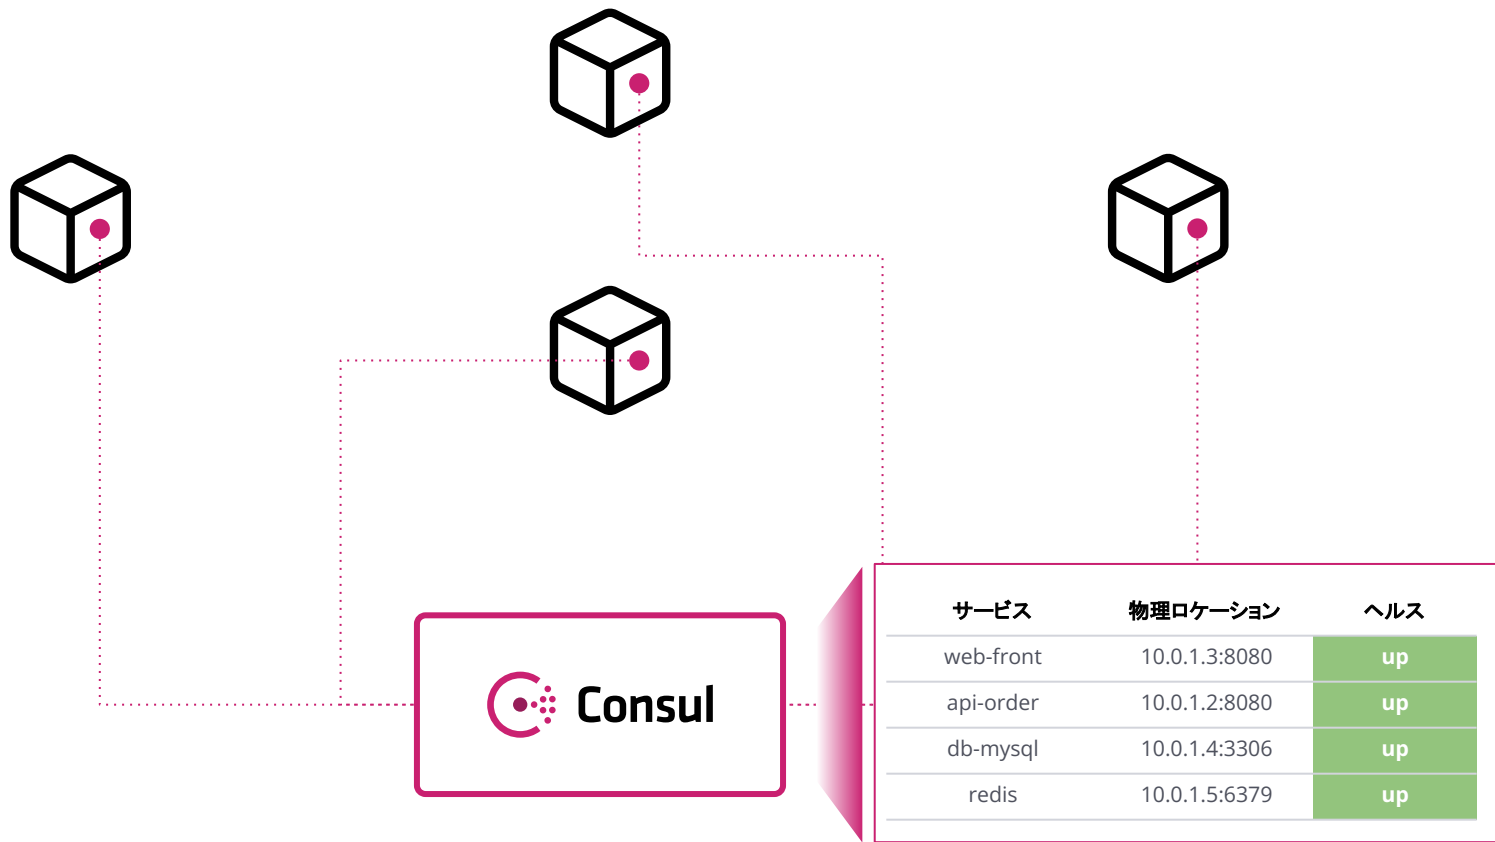 Consul
サービス 物理ロケーション ヘルス
web-front 10.0.1.3:8080 up
api-order 10.0.1.2:8080 up
db-mysql 10.0.1.4:3306 up
redis 10.0.1.5:6379 up